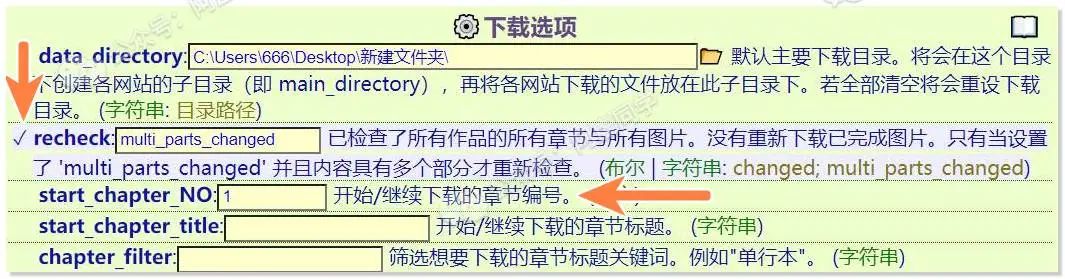 下载选项
data_directory: C:\Users\666\Desktop\新建文件夹\ 默认主要下载目录。将会在这个目录
下创建各网站的子目录（即 main_directory），再将各网站下载的文件放在此子目录下。若全部清空将会重设下载
目录。 (字符串: 目录路径)
✓ recheck: multi_parts_changed 已检查了所有作品的所有章节与所有图片。没有重新下载已完成图片。只有当设置
了 'multi_parts_changed' 并且内容具有多个部分才重新检查。 (布尔 | 字符串: changed; multi_parts_changed)
start_chapter_NO: 1 开始/继续下载的章节编号。
start_chapter_title: 开始/继续下载的章节标题。 (字符串)
chapter_filter: 筛选想要下载的章节标题关键词。例如"单行本"。 (字符串)